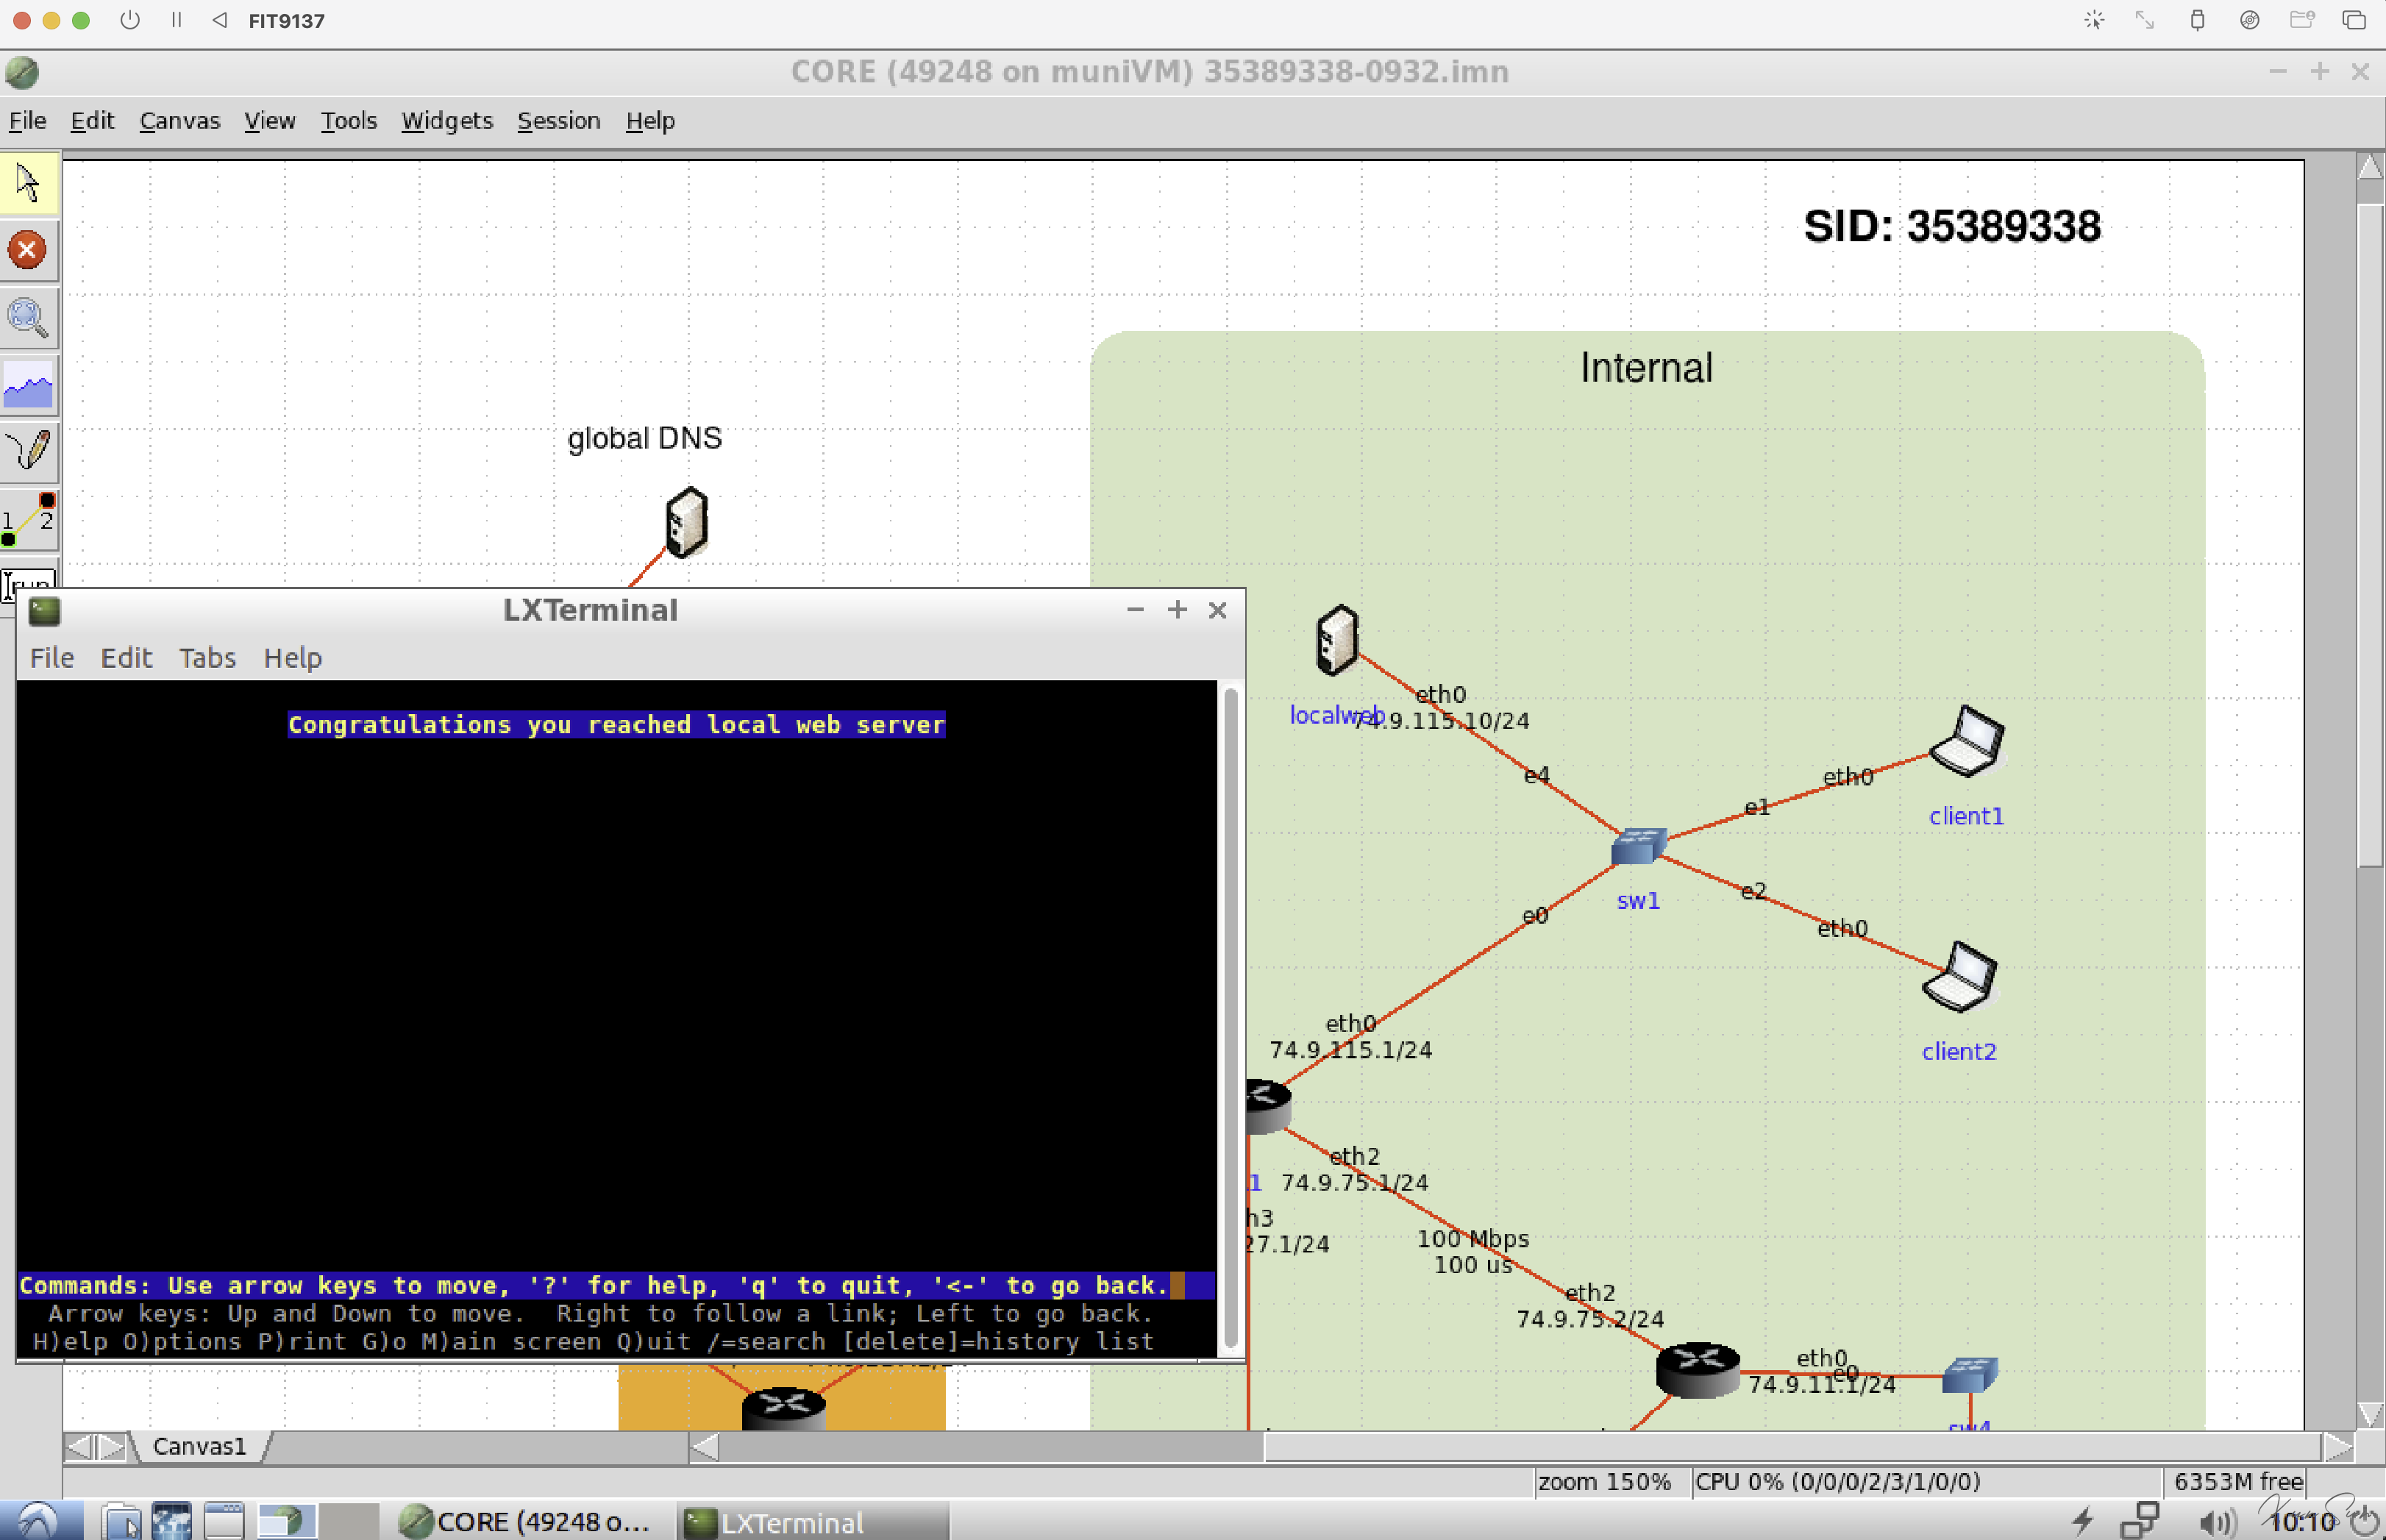 FIT9137
CORE (49248 on muniVM) 35389338-0932.imn
File Edit Canvas View Tools Widgets Session Help
SID: 35389338
Internal
global DNS
1 2
run
LXTerminal
File Edit Tabs Help
Congratulations you reached local web server
Commands: Use arrow keys to move, '?' for help, 'q' to quit, '<-' to go back.
Arrow keys: Up and Down to move. Right to follow a link; Left to go back.
H)elp O)ptions P)rint G)o M)ain screen Q)uit /=search [delete]=history list
eth0
localweb
74.9.115.10/24
e4
eth0
e1
client1
sw1
e2
eth0
e0
client2
eth0
74.9.115.1/24
eth2
1
74.9.75.1/24
h3
27.1/24
100 Mbps
100 us
eth2
74.9.75.2/24
eth0
e0
74.9.11.1/24
sw4
Canvas1
zoom 150% CPU 0% (0/0/0/2/3/1/0/0) 6353M free
CORE (49248 o... LXTerminal 10:10